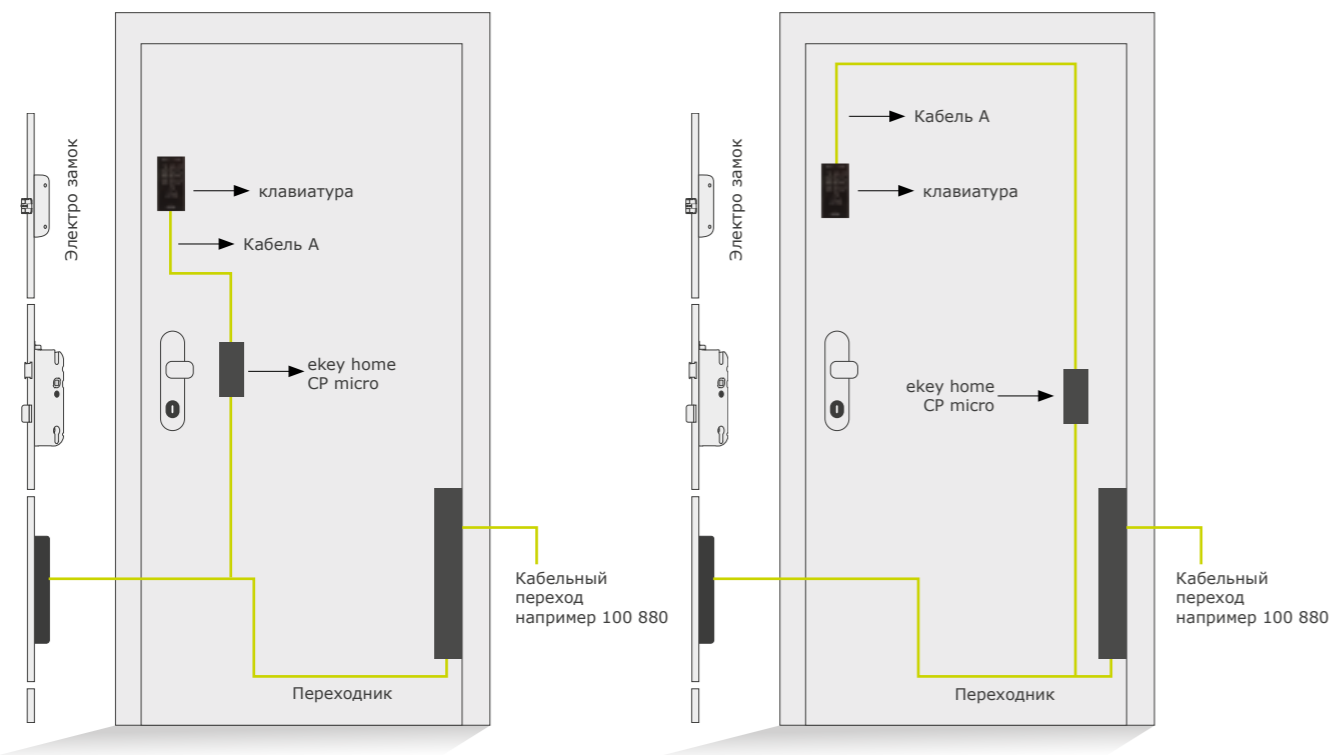 Электро замок
клавиатура
Кабель A
ekey home
CP micro
Кабельный
переход
например 100 880
Переходник
Электро замок
Кабель A
клавиатура
ekey home
CP micro
Кабельный
переход
например 100 880
Переходник